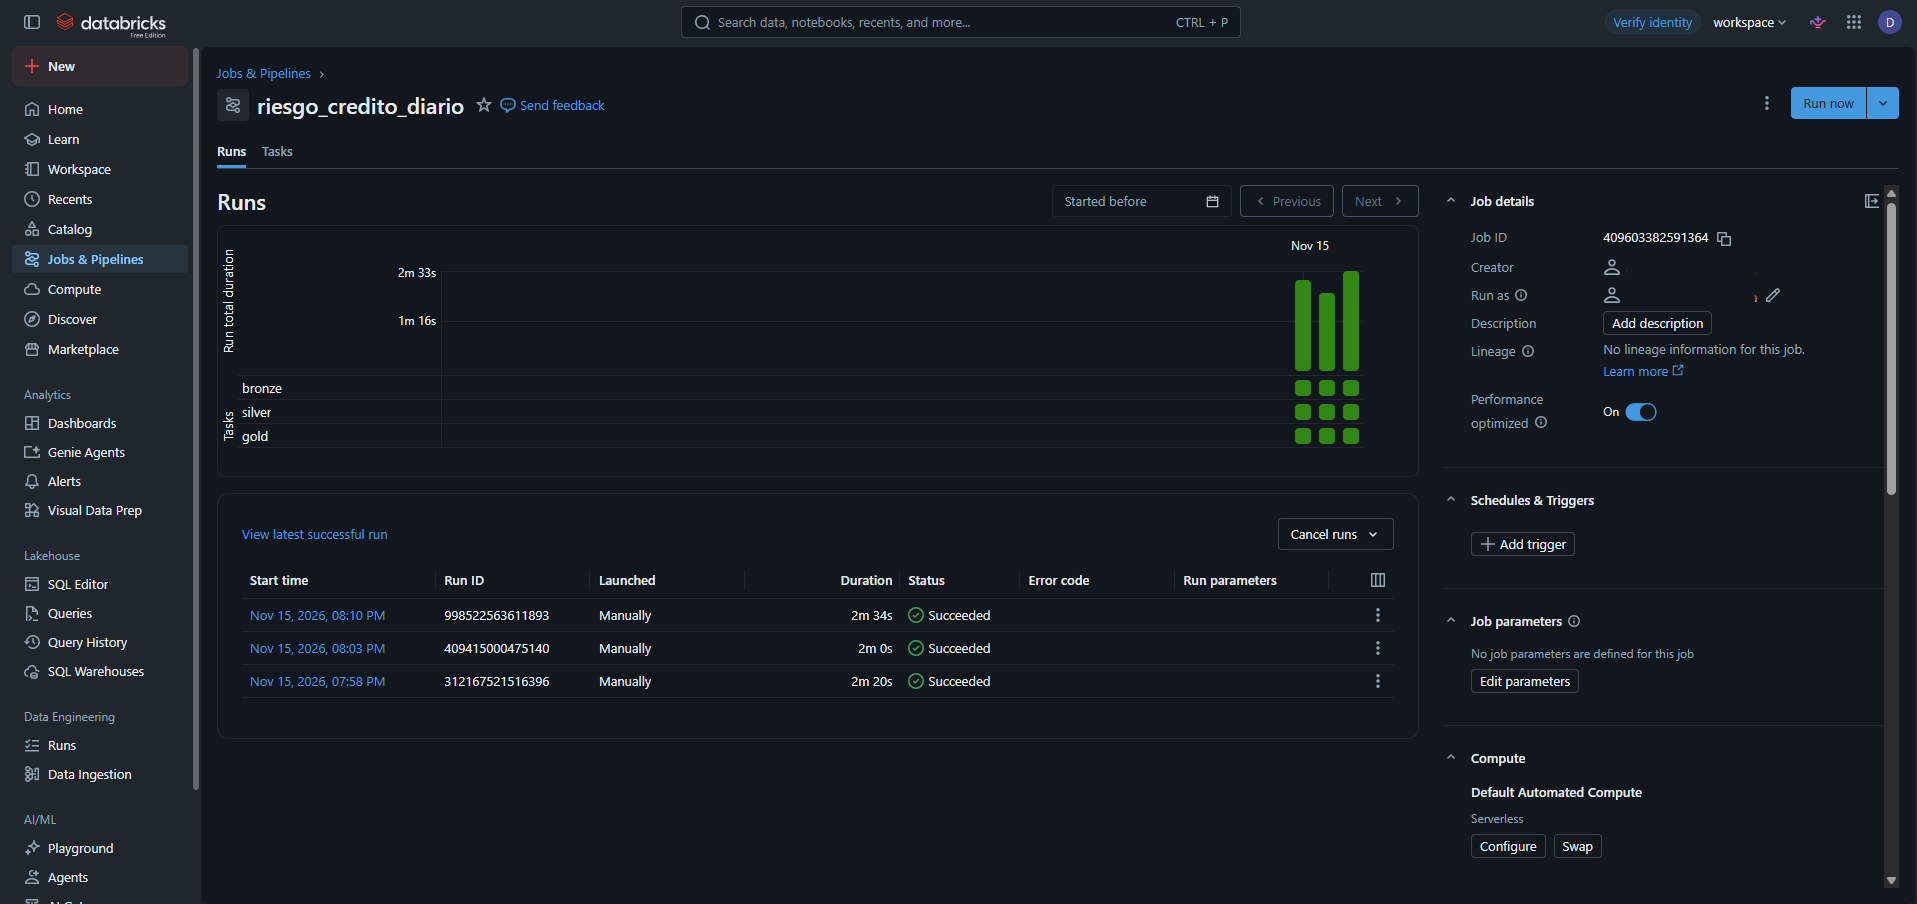 databricks
Free Edition
Search data, notebooks, recents, and more...
CTRL + P
Verify identity
workspace
D
New
Home
Learn
Workspace
Recents
Catalog
Jobs & Pipelines
Compute
Discover
Marketplace
Analytics
Dashboards
Genie Agents
Alerts
Visual Data Prep
Lakehouse
SQL Editor
Queries
Query History
SQL Warehouses
Data Engineering
Runs
Data Ingestion
AI/ML
Playground
Agents
Jobs & Pipelines
riesgo_credito_diario
Send feedback
Run now
Runs
Tasks
Runs
Started before
Previous
Next
Nov 15
Run total duration
2m 33s
1m 16s
Tasks
bronze
silver
gold
View latest successful run
Cancel runs
Start time Run ID Launched Duration Status Error code Run parameters
Nov 15, 2026, 08:10 PM 998522563611893 Manually 2m 34s Succeeded
Nov 15, 2026, 08:03 PM 409415000475140 Manually 2m 0s Succeeded
Nov 15, 2026, 07:58 PM 312167521516396 Manually 2m 20s Succeeded
Job details
Job ID 409603382591364
Creator
Run as
Description Add description
Lineage No lineage information for this job.
Learn more
Performance
optimized On
Schedules & Triggers
Add trigger
Job parameters
No job parameters are defined for this job
Edit parameters
Compute
Default Automated Compute
Serverless
Configure Swap